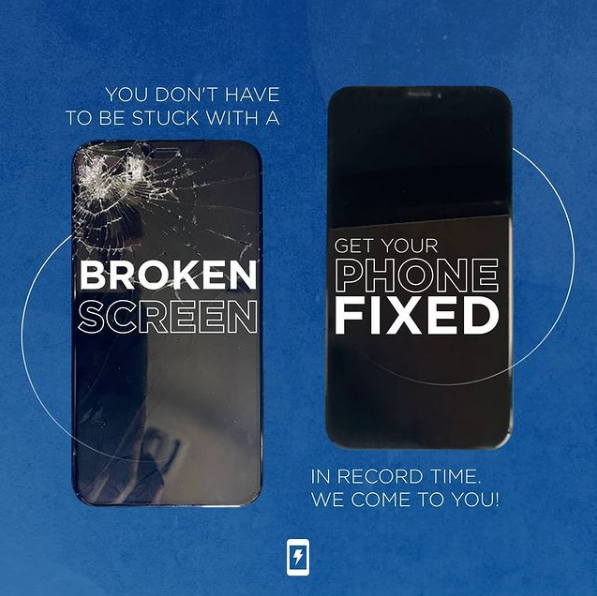 YOU DON'T HAVE
TO BE STUCK WITH A
BROKEN
SCREEN
GET YOUR
PHONE
FIXED
IN RECORD TIME.
WE COME TO YOU!